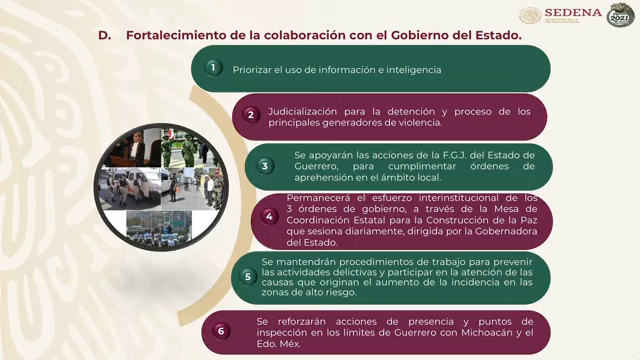 SEDENA
SECRETARÍA DE LA DEFENSA NACIONAL
2023
D. Fortalecimiento de la colaboración con el Gobierno del Estado.
1
Priorizar el uso de información e inteligencia
2
Judicialización para la detención y proceso de los
principales generadores de violencia.
3
Se apoyarán las acciones de la F.G.J. del Estado de
Guerrero, para cumplimentar órdenes de
aprehensión en el ámbito local.
4
Permanecerá el esfuerzo interinstitucional de los
3 órdenes de gobierno, a través de la Mesa de
Coordinación Estatal para la Construcción de la Paz
que sesiona diariamente, dirigida por la Gobernadora
del Estado.
5
Se mantendrán procedimientos de trabajo para prevenir
las actividades delictivas y participar en la atención de las
causas que originan el aumento de la incidencia en las
zonas de alto riesgo.
6
Se reforzarán acciones de presencia y puntos de
inspección en los límites de Guerrero con Michoacán y el
Edo. Méx.